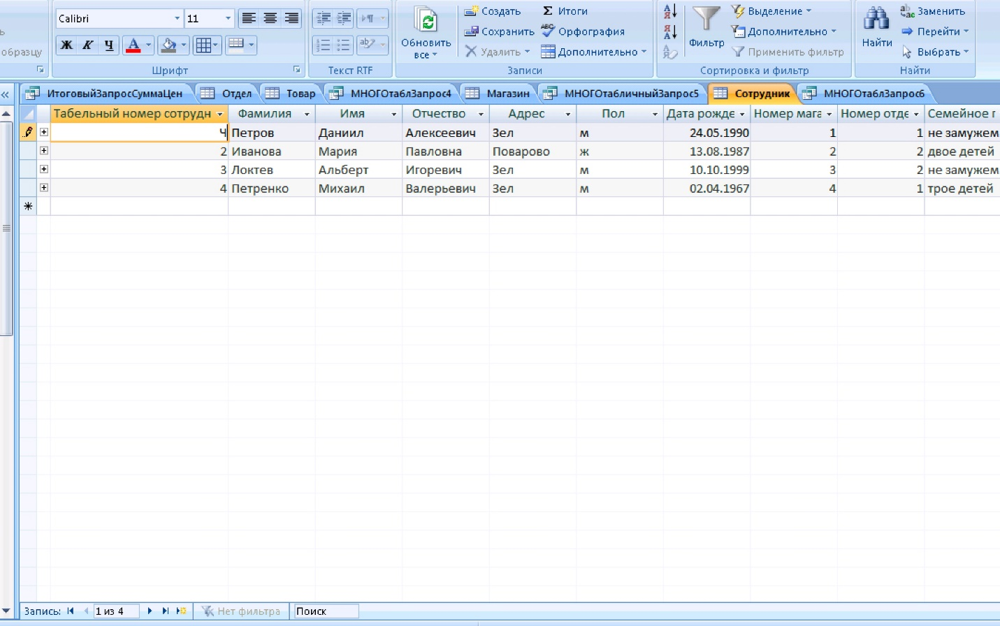 Calibri 11 Создать Σ Итоги Выделение Заменить
Сохранить Орфография Дополнительно Перейти
образцу Ж К Ч А Обновить все Удалить Дополнительно Фильтр Применить фильтр Найти Выбрать
Шрифт Текст RTF Записи Сортировка и фильтр Найти
ИтоговыйЗапросСуммаЦен Отдел Товар МНОГОтаблЗапрос4 Магазин МНОГОтабличныйЗапрос5 Сотрудник МНОГОтаблЗапрос6
Табельный номер сотрудн Фамилия Имя Отчество Адрес Пол Дата рожде Номер мага Номер отде Семейное п
Ч Петров Даниил Алексеевич Зел м 24.05.1990 1 1 не замужем
2 Иванова Мария Павловна Поварово ж 13.08.1987 2 2 двое детей
3 Локтев Альберт Игоревич Зел м 10.10.1999 3 2 не замужем
4 Петренко Михаил Валерьевич Зел м 02.04.1967 4 1 трое детей
Запись: 1 из 4 Нет фильтра Поиск